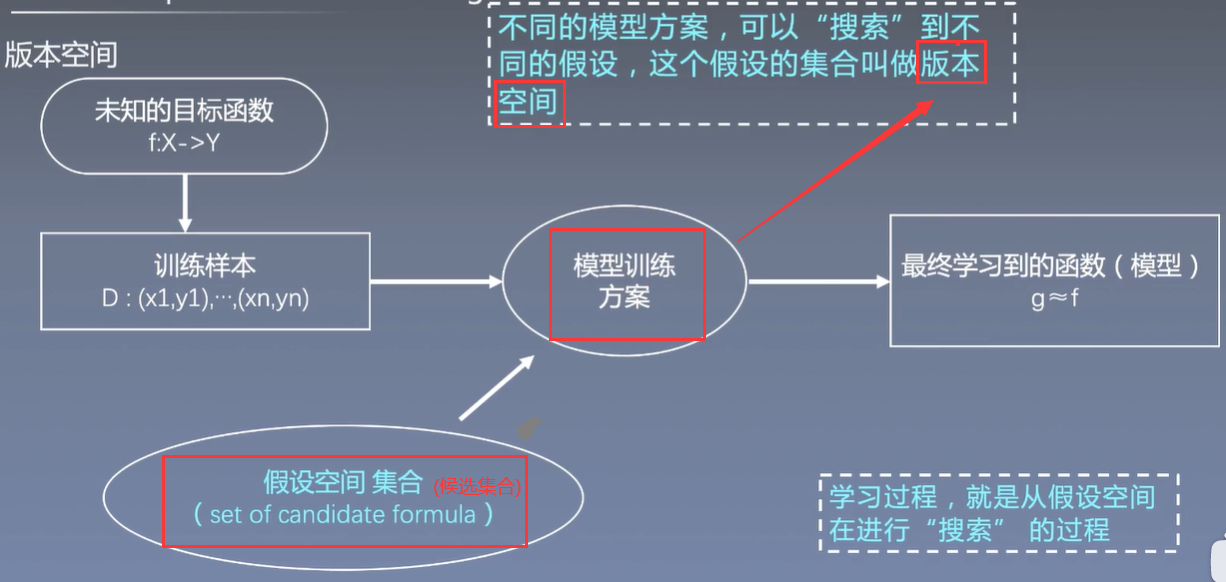 版本空间
不同的模型方案，可以“搜索”到不
同的假设，这个假设的集合叫做版本
空间
未知的目标函数
f:X->Y
训练样本
D : (x1,y1),…,(xn,yn)
模型训练
方案
最终学习到的函数（模型）
g≈f
假设空间 集合 (候选集合)
（ set of candidate formula ）
学习过程，就是从假设空间
在进行“搜索” 的过程